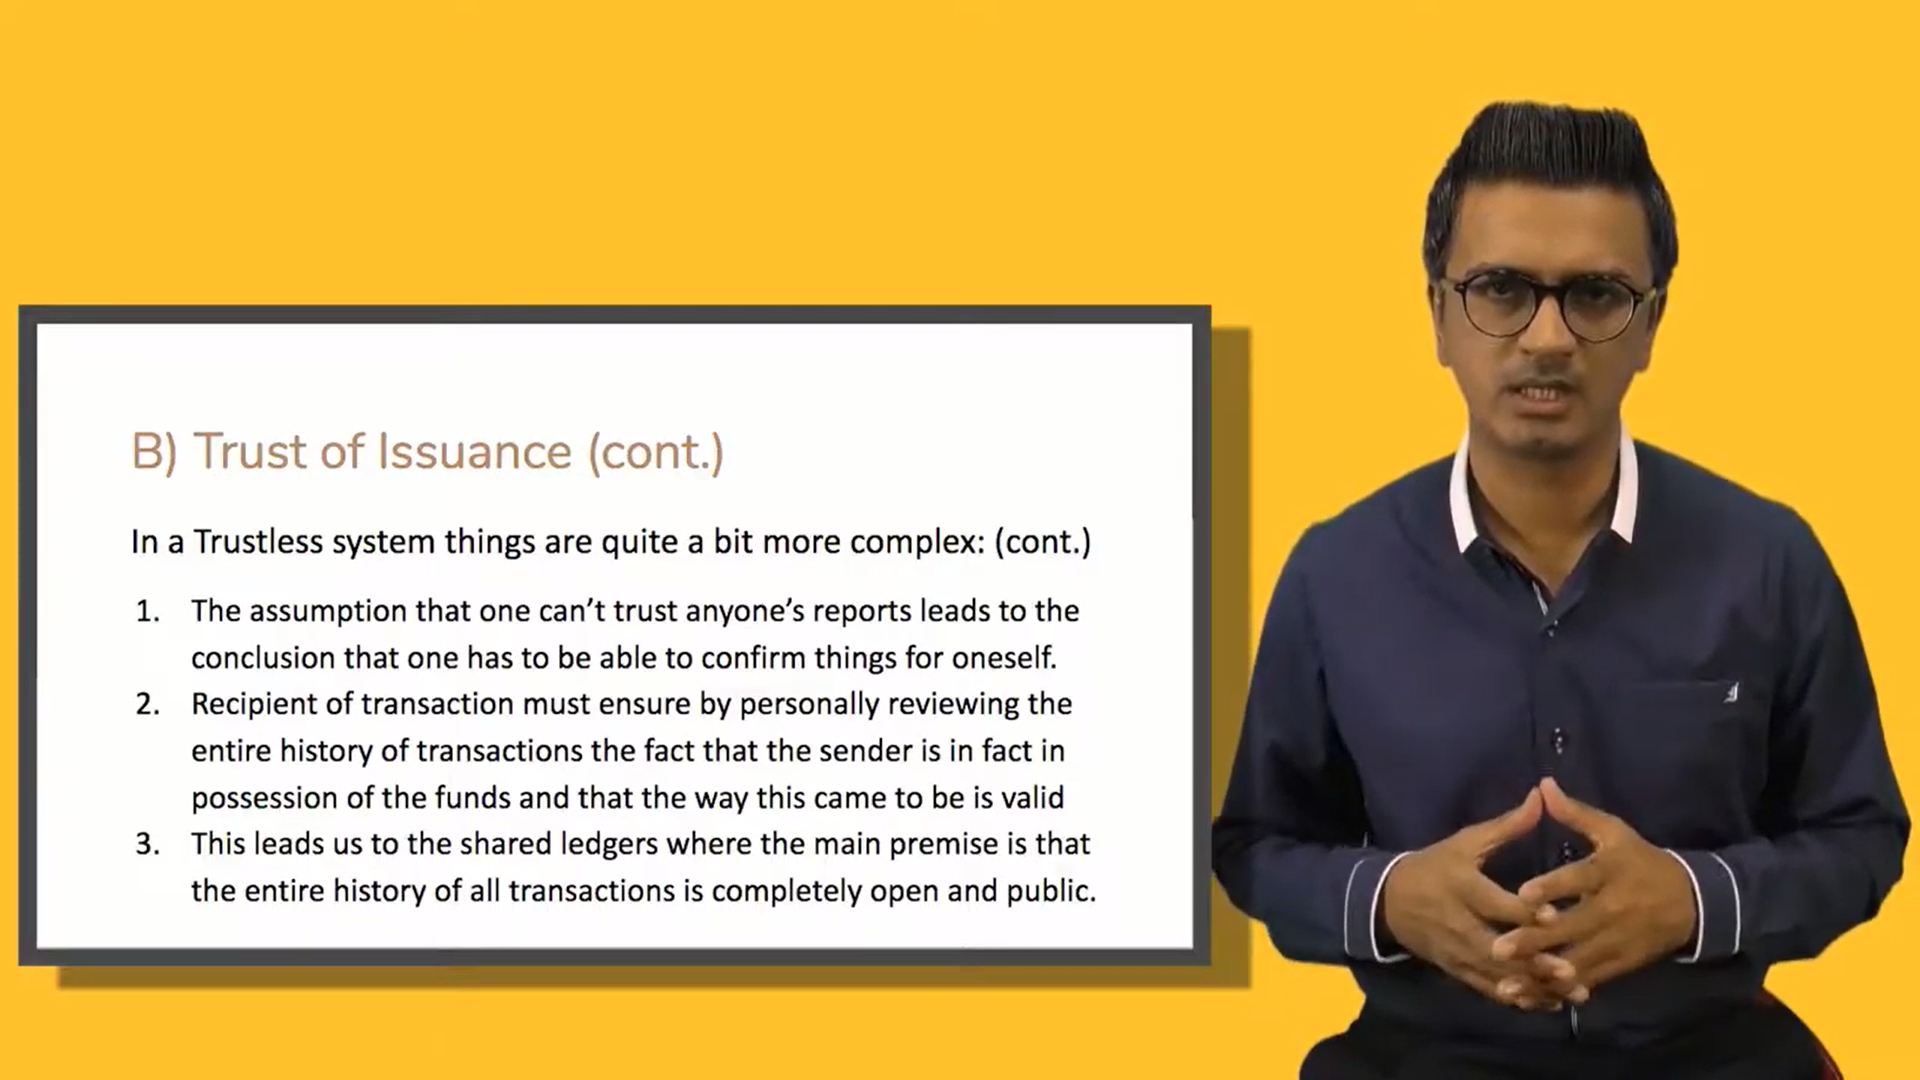 B) Trust of Issuance (cont.)
In a Trustless system things are quite a bit more complex: (cont.)
1. The assumption that one can’t trust anyone’s reports leads to the
conclusion that one has to be able to confirm things for oneself.
2. Recipient of transaction must ensure by personally reviewing the
entire history of transactions the fact that the sender is in fact in
possession of the funds and that the way this came to be is valid
3. This leads us to the shared ledgers where the main premise is that
the entire history of all transactions is completely open and public.